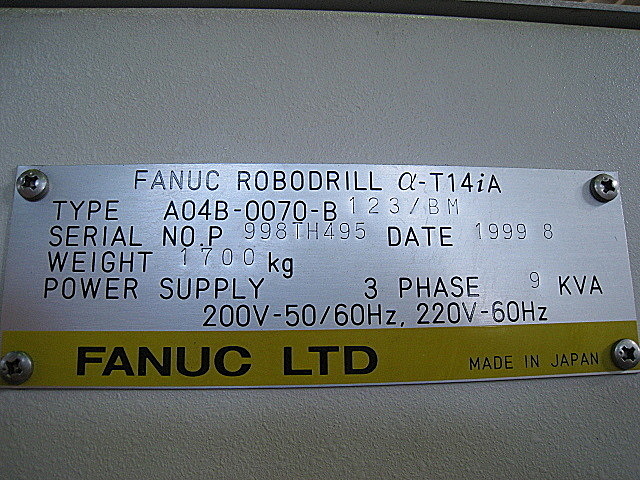 FANUC ROBODRILL α-T14iA
TYPE A04B-0070-B123/BM
SERIAL NO.P 998TH495 DATE 1999 8
WEIGHT 1700 kg
POWER SUPPLY 3 PHASE 9 KVA
200V-50/60Hz, 220V-60Hz
FANUC LTD MADE IN JAPAN